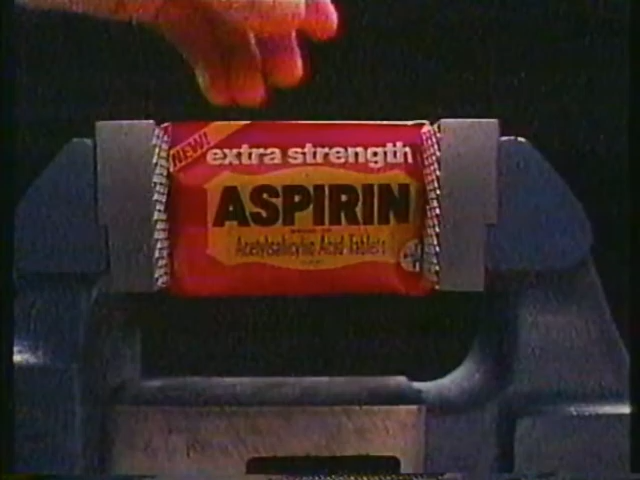 NEW!
extra strength
ASPIRIN
Acetylsalicylic Acid Tablets